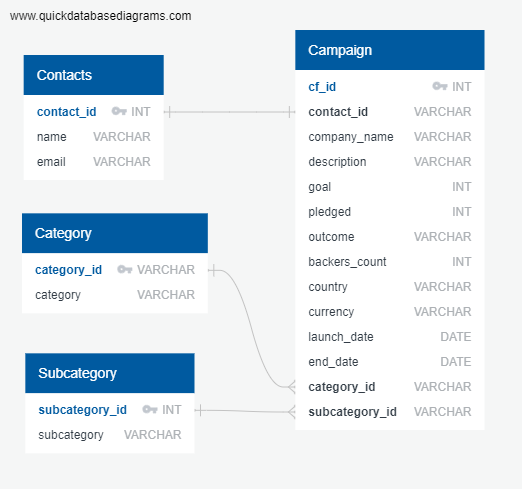 www.quickdatabasediagrams.com
Contacts
contact_id INT
name VARCHAR
email VARCHAR
Category
category_id VARCHAR
category VARCHAR
Subcategory
subcategory_id INT
subcategory VARCHAR
Campaign
cf_id INT
contact_id VARCHAR
company_name VARCHAR
description VARCHAR
goal INT
pledged INT
outcome VARCHAR
backers_count INT
country VARCHAR
currency VARCHAR
launch_date DATE
end_date DATE
category_id VARCHAR
subcategory_id VARCHAR